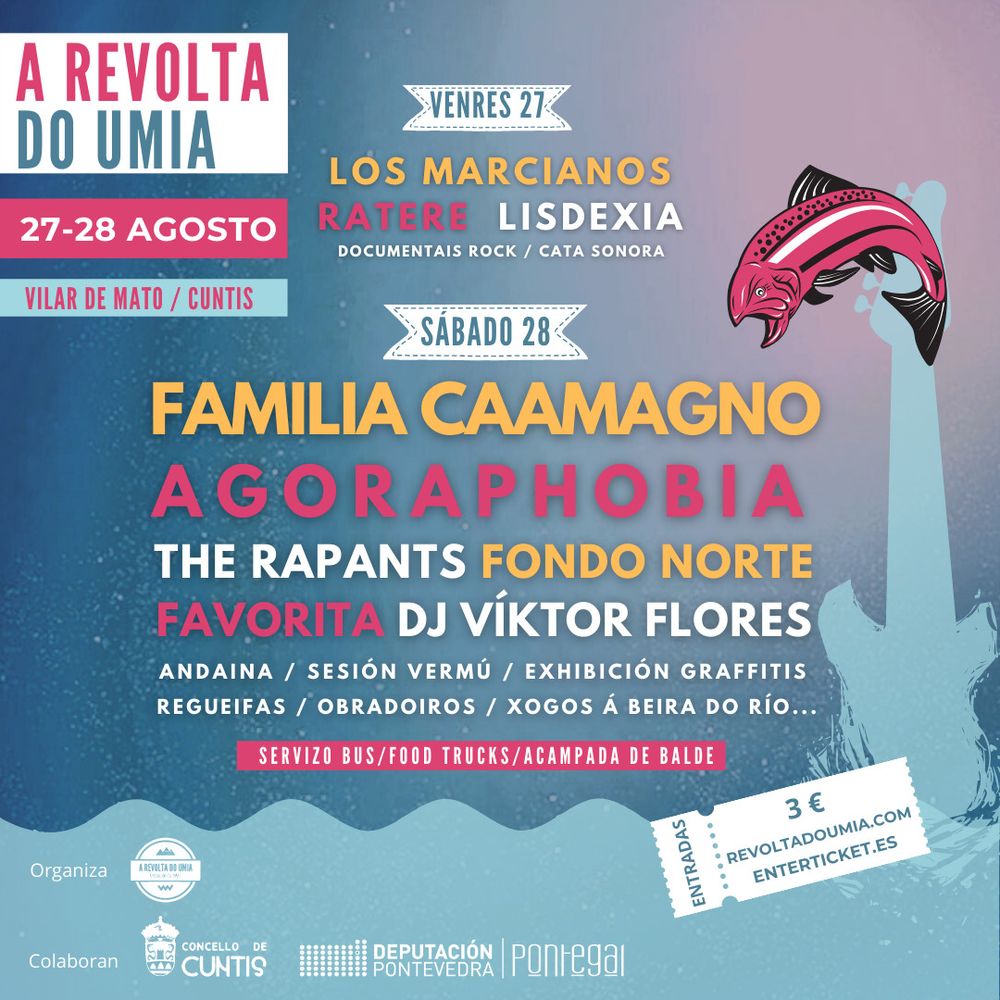 A REVOLTA
DO UMIA
27-28 AGOSTO
VILAR DE MATO / CUNTIS
VENRES 27
LOS MARCIANOS
RATERE LISDEXIA
DOCUMENTAIS ROCK / CATA SONORA
SÁBADO 28
FAMILIA CAAMAGNO
AGORAPHOBIA
THE RAPANTS FONDO NORTE
FAVORITA DJ VÍKTOR FLORES
ANDAINA / SESIÓN VERMÚ / EXHIBICIÓN GRAFFITIS
REGUEIFAS / OBRADOIROS / XOGOS Á BEIRA DO RÍO...
SERVIZO BUS/FOOD TRUCKS/ACAMPADA DE BALDE
ENTRADAS
3 €
REVOLTADOUMIA.COM
ENTERTICKET.ES
Organiza
A REVOLTA DO UMIA
Colaboran
CONCELLO DE
CUNTIS
DEPUTACIÓN
PONTEVEDRA
PONTEGAL